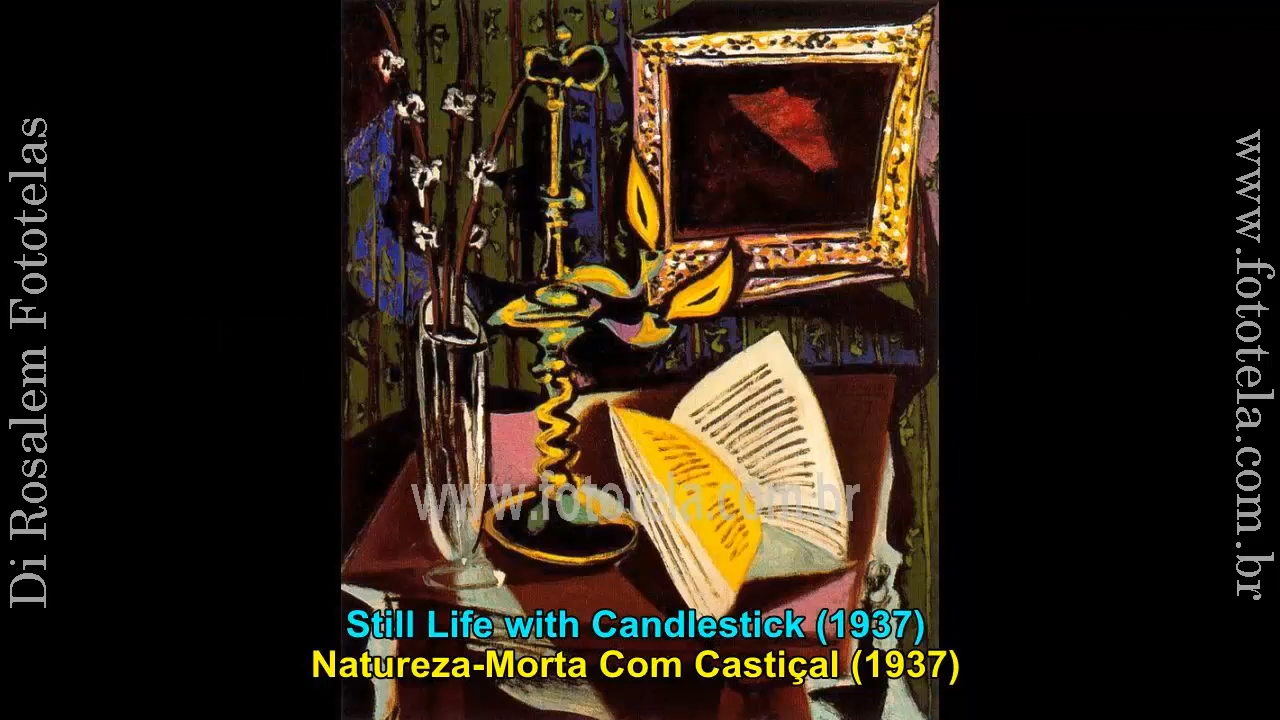 Di Rosalem Fototelas
www.fototela.com.br
www.fototela.com.br
Still Life with Candlestick (1937)
Natureza-Morta Com Castiçal (1937)